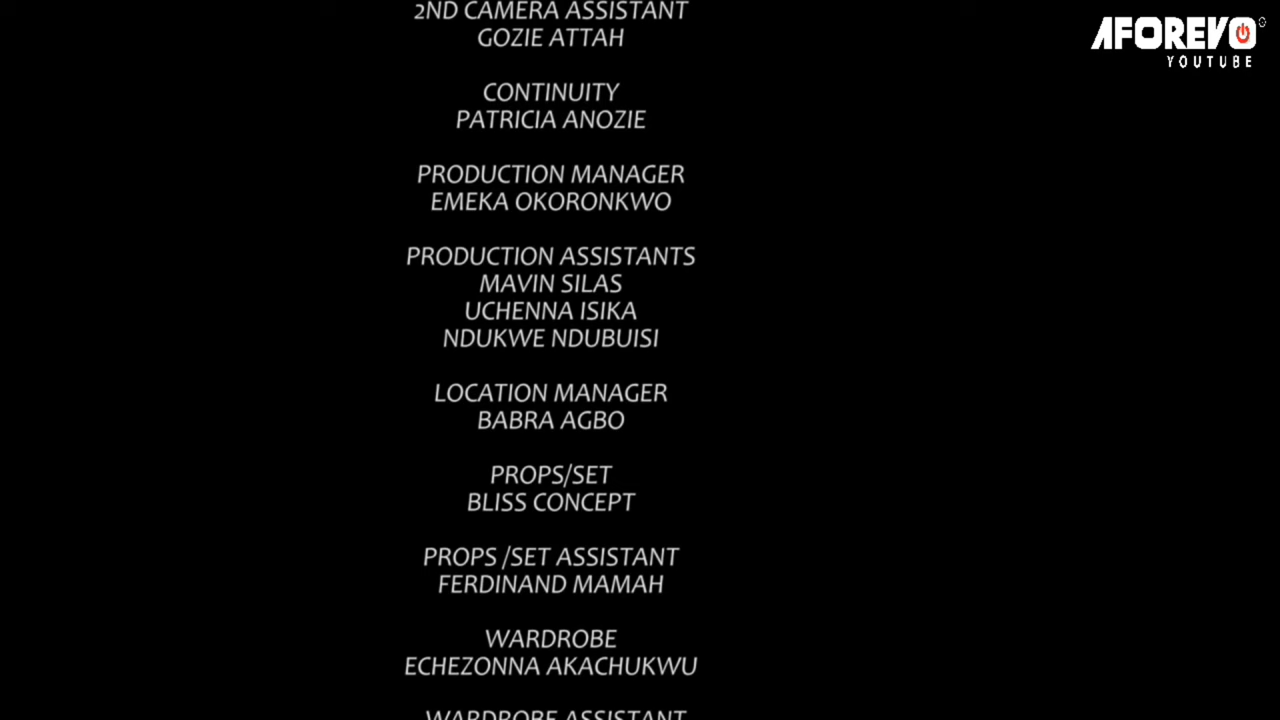 2ND CAMERA ASSISTANT
GOZIE ATTAH
CONTINUITY
PATRICIA ANOZIE
PRODUCTION MANAGER
EMEKA OKORONKWO
PRODUCTION ASSISTANTS
MAVIN SILAS
UCHENNA ISIKA
NDUKWE NDUBUISI
LOCATION MANAGER
BABRA AGBO
PROPS/SET
BLISS CONCEPT
PROPS /SET ASSISTANT
FERDINAND MAMAH
WARDROBE
ECHEZONNA AKACHUKWU
WARDROBE ASSISTANT
AFOREVO
YOUTUBE